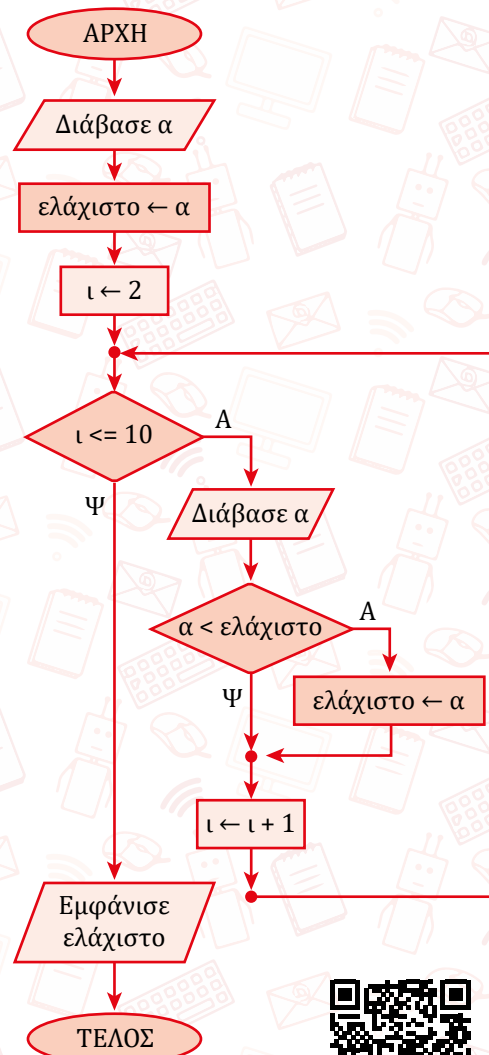 ΑΡΧΗ
Διάβασε α
ελάχιστο ← α
ι ← 2
ι <= 10
Α
Ψ
Διάβασε α
α < ελάχιστο
Α
Ψ
ελάχιστο ← α
ι ← ι + 1
Εμφάνισε
ελάχιστο
ΤΕΛΟΣ